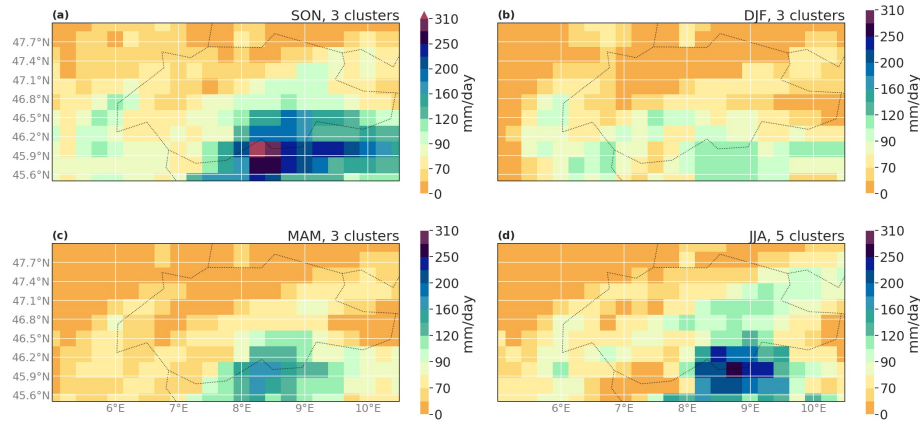 (a) SON, 3 clusters
47.7°N
47.4°N
47.1°N
46.8°N
46.5°N
46.2°N
45.9°N
45.6°N
310
250
200
160
120
90
70
0
mm/day
(b) DJF, 3 clusters
310
250
200
160
120
90
70
0
mm/day
(c) MAM, 3 clusters
47.7°N
47.4°N
47.1°N
46.8°N
46.5°N
46.2°N
45.9°N
45.6°N
6°E 7°E 8°E 9°E 10°E
310
250
200
160
120
90
70
0
mm/day
(d) JJA, 5 clusters
6°E 7°E 8°E 9°E 10°E
310
250
200
160
120
90
70
0
mm/day